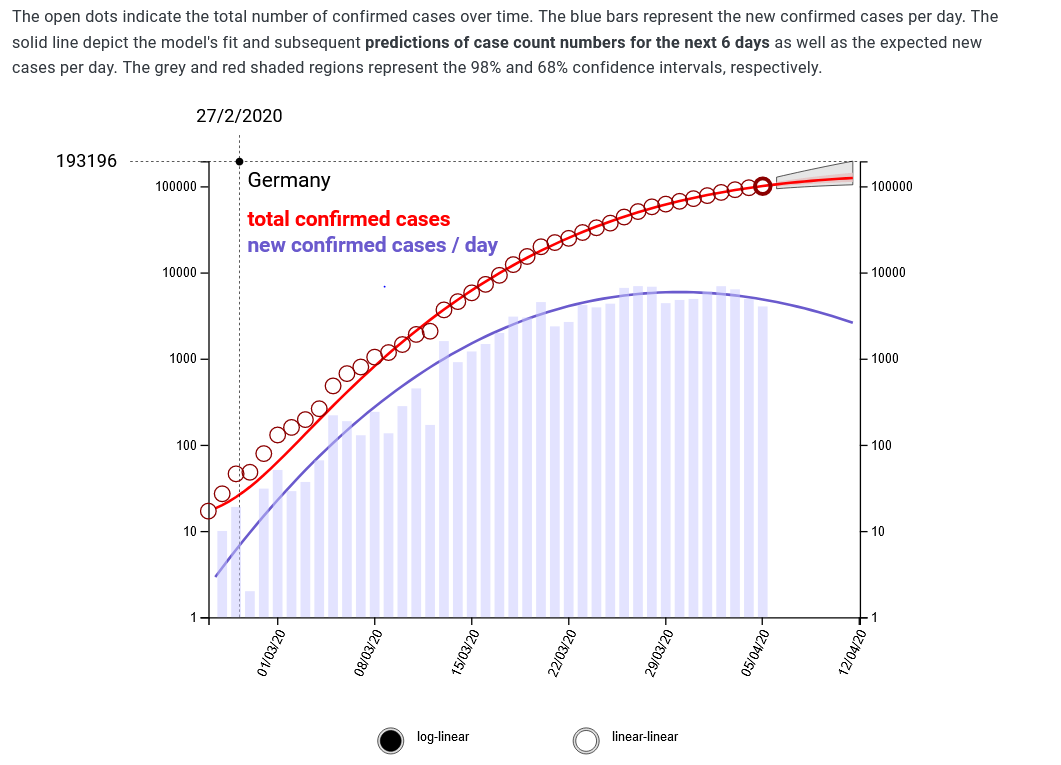 The open dots indicate the total number of confirmed cases over time. The blue bars represent the new confirmed cases per day. The
solid line depict the model's fit and subsequent predictions of case count numbers for the next 6 days as well as the expected new
cases per day. The grey and red shaded regions represent the 98% and 68% confidence intervals, respectively.
27/2/2020
193196
Germany
total confirmed cases
new confirmed cases / day
100000
10000
1000
100
10
1
100000
10000
1000
100
10
1
01/03/20
08/03/20
15/03/20
22/03/20
29/03/20
05/04/20
12/04/20
log-linear
linear-linear